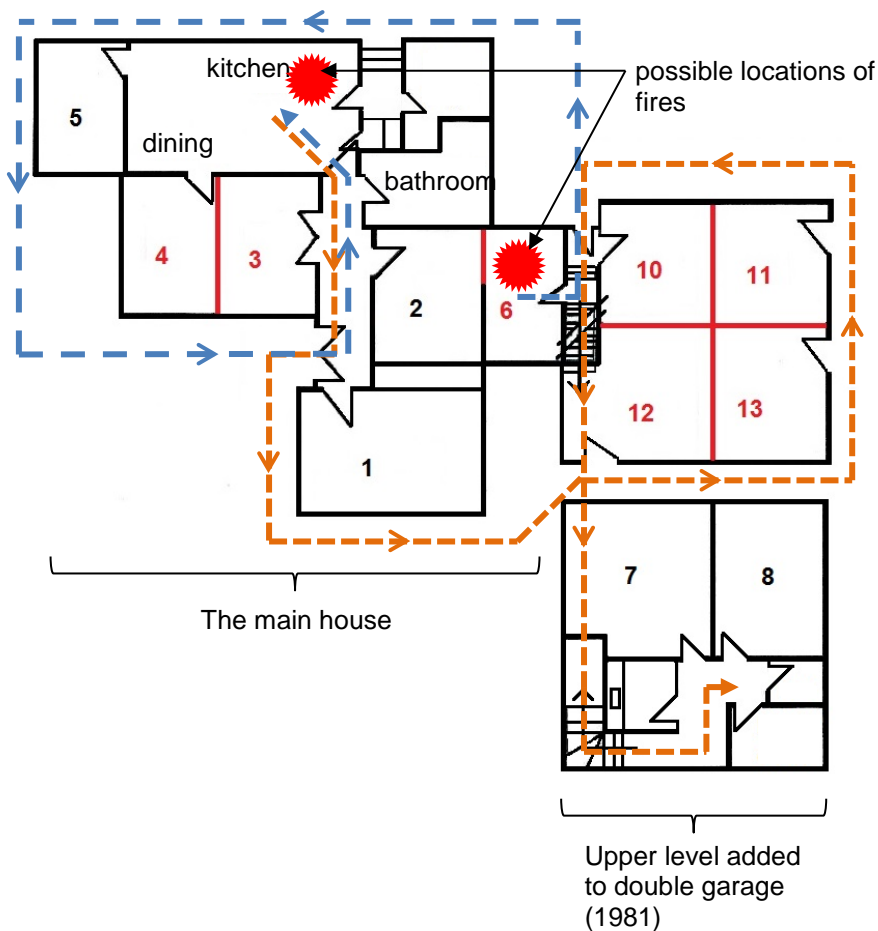 kitchen
possible locations of
fires
5
dining
bathroom
4
3
10
11
2
6
12
13
1
7
8
The main house
Upper level added
to double garage
(1981)